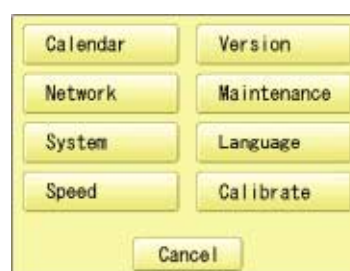 Calendar Version
Network Maintenance
System Language
Speed Calibrate
Cancel